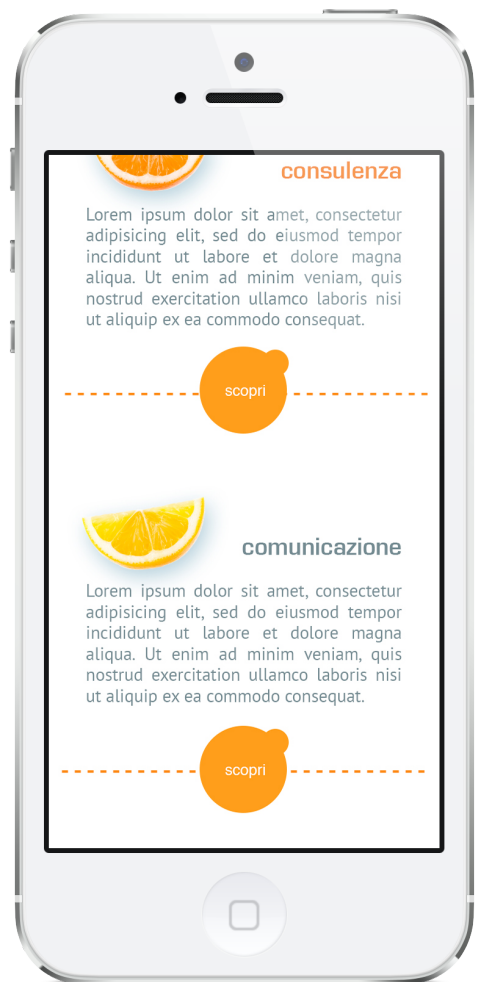 consulenza
Lorem ipsum dolor sit amet, consectetur
adipisicing elit, sed do eiusmod tempor
incididunt ut labore et dolore magna
aliqua. Ut enim ad minim veniam, quis
nostrud exercitation ullamco laboris nisi
ut aliquip ex ea commodo consequat.
scopri
comunicazione
Lorem ipsum dolor sit amet, consectetur
adipisicing elit, sed do eiusmod tempor
incididunt ut labore et dolore magna
aliqua. Ut enim ad minim veniam, quis
nostrud exercitation ullamco laboris nisi
ut aliquip ex ea commodo consequat.
scopri